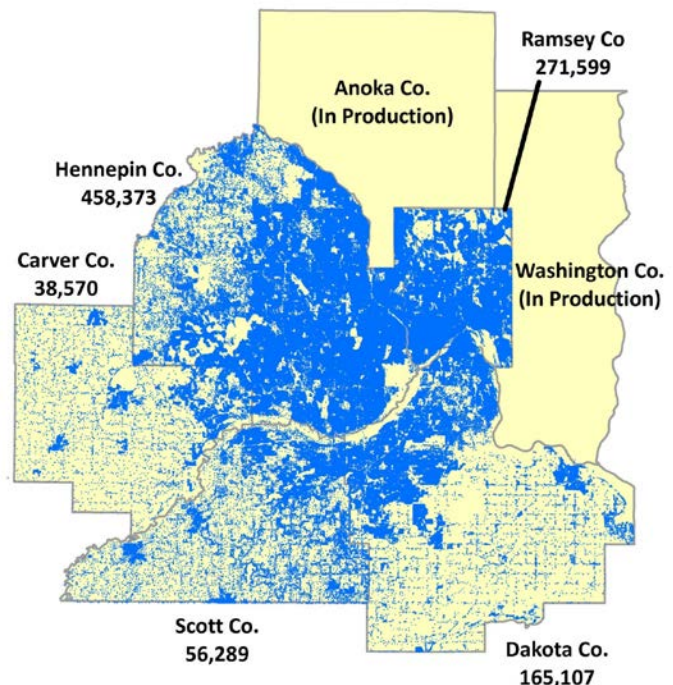 Ramsey Co
271,599
Anoka Co.
(In Production)
Hennepin Co.
458,373
Carver Co.
38,570
Washington Co.
(In Production)
Scott Co.
56,289
Dakota Co.
165,107